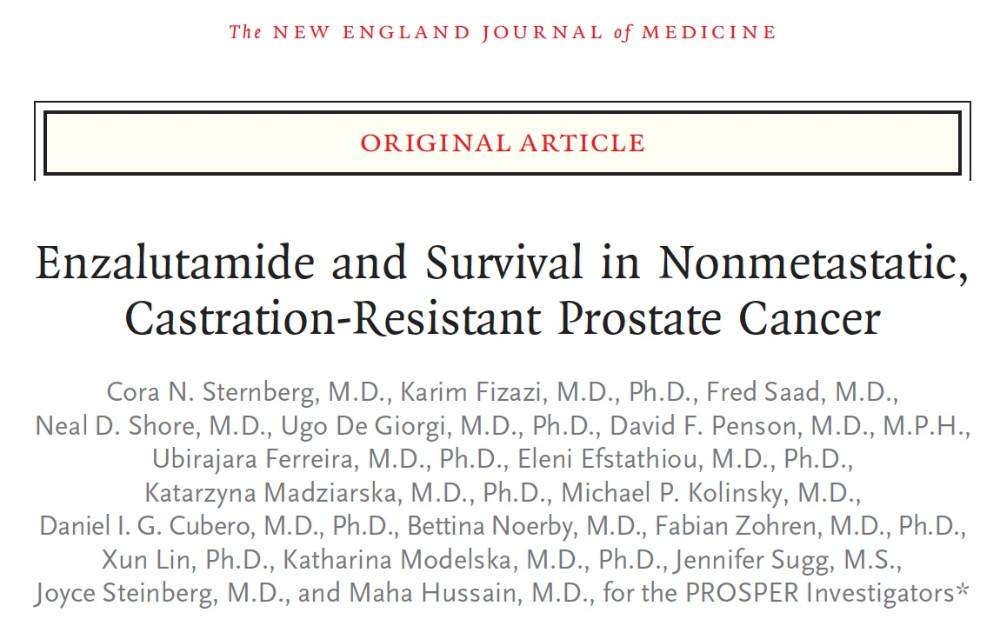 The NEW ENGLAND JOURNAL of MEDICINE
ORIGINAL ARTICLE
Enzalutamide and Survival in Nonmetastatic,
Castration-Resistant Prostate Cancer
Cora N. Sternberg, M.D., Karim Fizazi, M.D., Ph.D., Fred Saad, M.D.,
Neal D. Shore, M.D., Ugo De Giorgi, M.D., Ph.D., David F. Penson, M.D., M.P.H.,
Ubirajara Ferreira, M.D., Ph.D., Eleni Efstathiou, M.D., Ph.D.,
Katarzyna Madziarska, M.D., Ph.D., Michael P. Kolinsky, M.D.,
Daniel I. G. Cubero, M.D., Ph.D., Bettina Noerby, M.D., Fabian Zohren, M.D., Ph.D.,
Xun Lin, Ph.D., Katharina Modelska, M.D., Ph.D., Jennifer Sugg, M.S.,
Joyce Steinberg, M.D., and Maha Hussain, M.D., for the PROSPER Investigators*